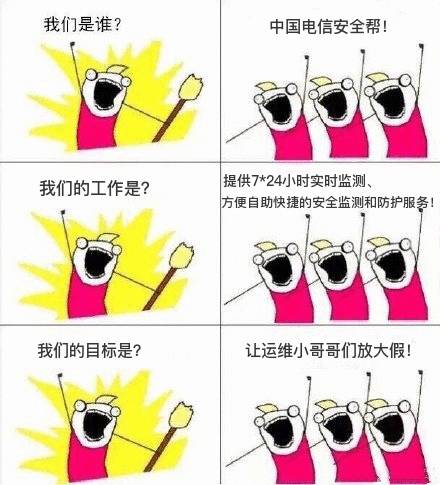 我们是谁？
中国电信安全帮！
我们的工作是？
提供7*24小时实时监测、
方便自助快捷的安全监测和防护服务！
我们的目标是？
让运维小哥哥们放大假！